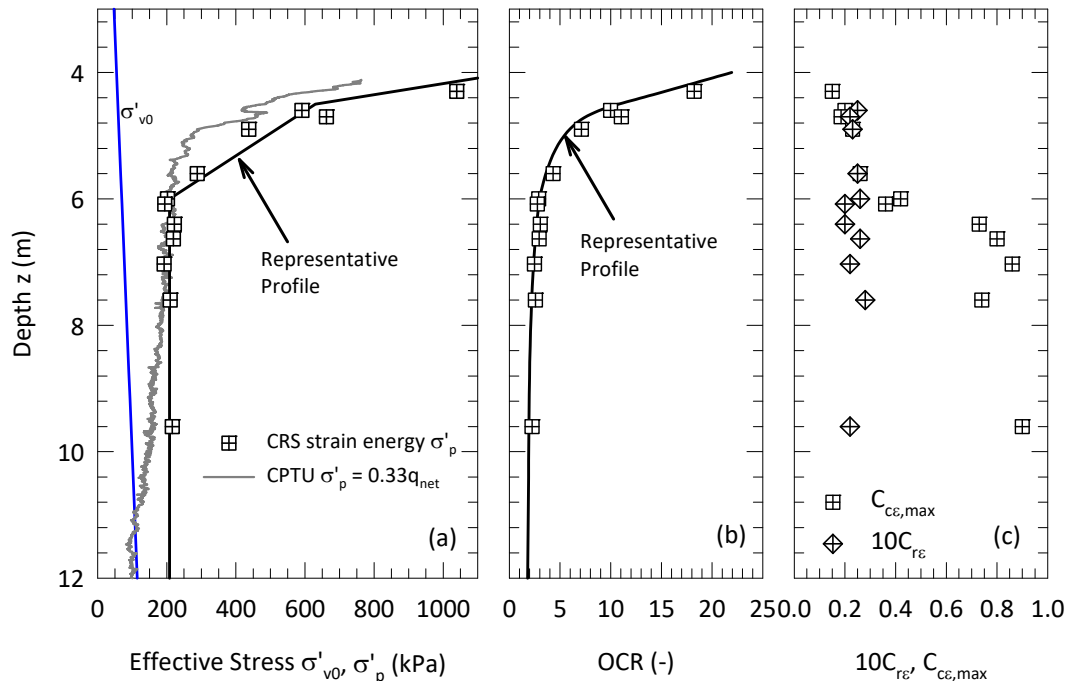 4
6
8
10
12
Depth z (m)
σ'v0
Representative
Profile
CRS strain energy σ'p
CPTU σ'p = 0.33qnet
(a)
0 200 400 600 800 1000
Effective Stress σ'v0, σ'p (kPa)
Representative
Profile
(b)
0 5 10 15 20 25
OCR (-)
Ccε,max
10Crε
(c)
0.0 0.2 0.4 0.6 0.8 1.0
10Crε, Ccε,max